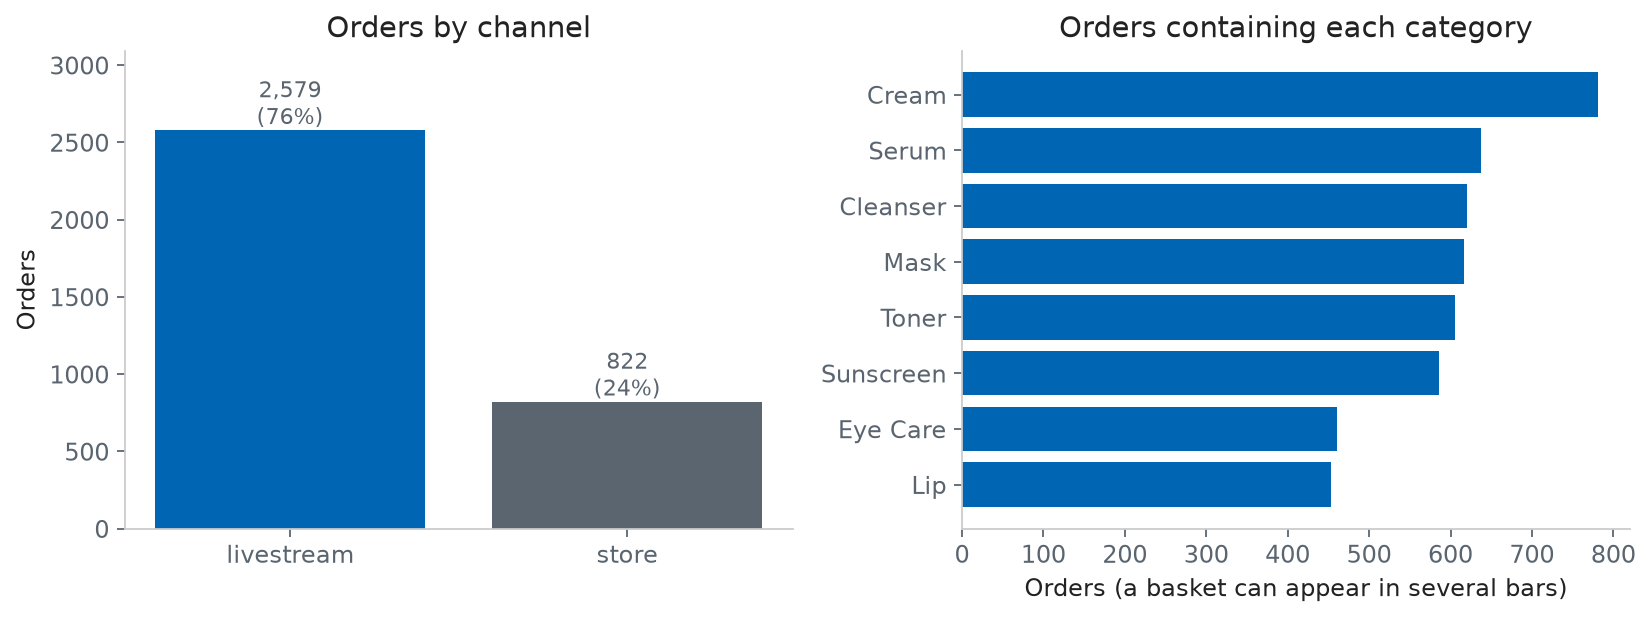 Orders by channel
Orders
3000
2500
2000
1500
1000
500
0
2,579
(76%)
822
(24%)
livestream
store
Orders containing each category
Cream
Serum
Cleanser
Mask
Toner
Sunscreen
Eye Care
Lip
0 100 200 300 400 500 600 700 800
Orders (a basket can appear in several bars)